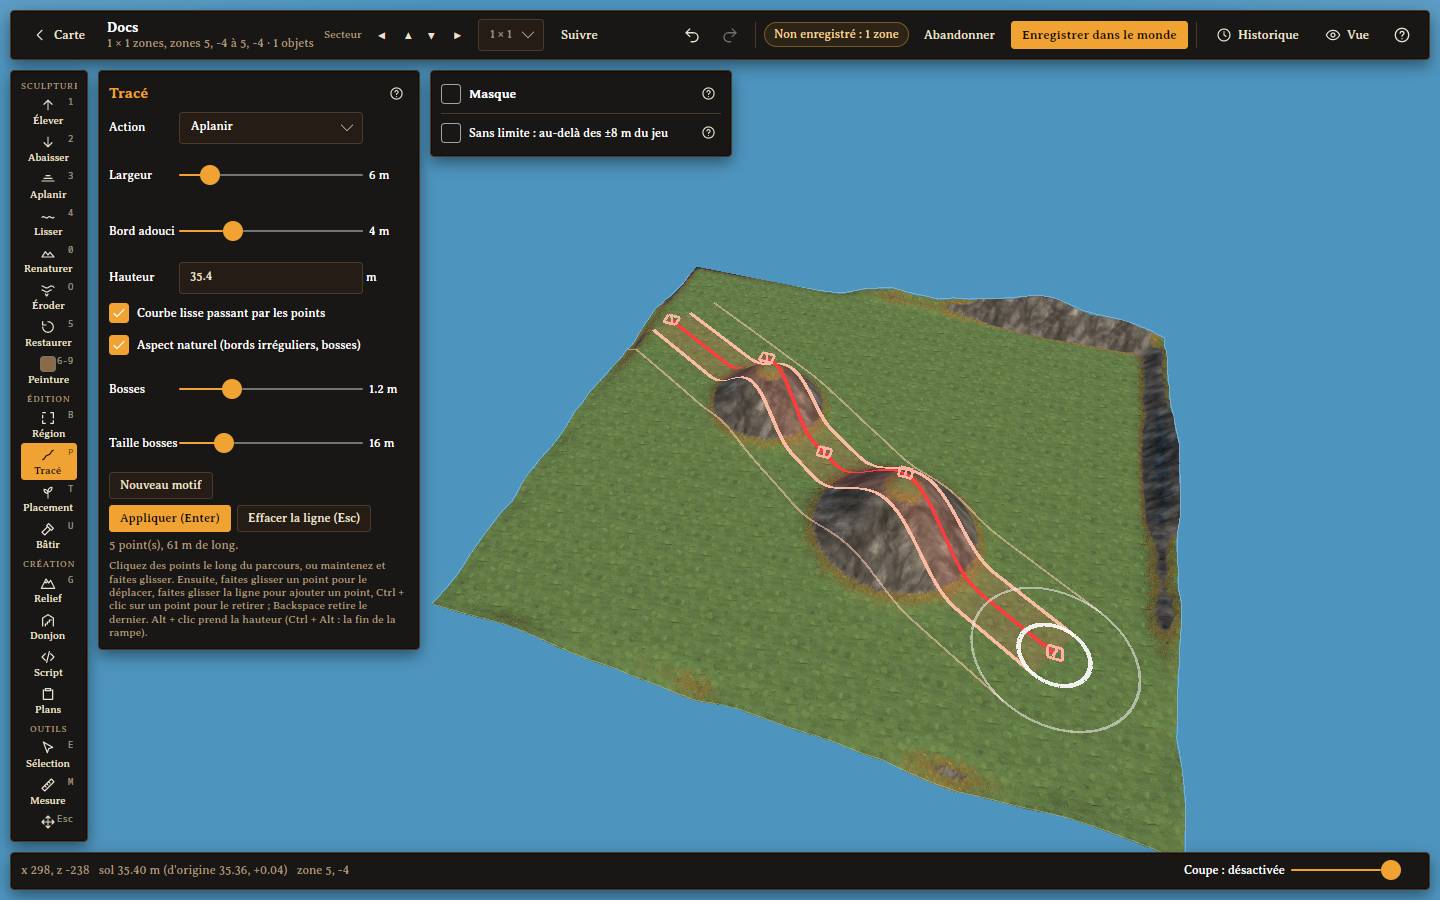 Carte
Docs
1 × 1 zones, zones 5, -4 à 5, -4 · 1 objets
Secteur
1 × 1
Suivre
Non enregistré : 1 zone
Abandonner
Enregistrer dans le monde
Historique
Vue
SCULPTURE
1
Élever
2
Abaisser
3
Aplanir
4
Lisser
0
Renaturer
O
Éroder
5
Restaurer
6-9
Peinture
ÉDITION
B
Région
P
Tracé
T
Placement
U
Bâtir
CRÉATION
G
Relief
Donjon
Script
Plans
OUTILS
E
Sélection
M
Mesure
Esc
Tracé
Action
Aplanir
Largeur
6 m
Bord adouci
4 m
Hauteur
35.4
m
Courbe lisse passant par les points
Aspect naturel (bords irréguliers, bosses)
Bosses
1.2 m
Taille bosses
16 m
Nouveau motif
Appliquer (Enter)
Effacer la ligne (Esc)
5 point(s), 61 m de long.
Cliquez des points le long du parcours, ou maintenez et
faites glisser. Ensuite, faites glisser un point pour le
déplacer, faites glisser la ligne pour ajouter un point, Ctrl +
clic sur un point pour le retirer ; Backspace retire le
dernier. Alt + clic prend la hauteur (Ctrl + Alt : la fin de la
rampe).
Masque
Sans limite : au-delà des ±8 m du jeu
x 298, z -238 sol 35.40 m (d'origine 35.36, +0.04) zone 5, -4
Coupe : désactivée